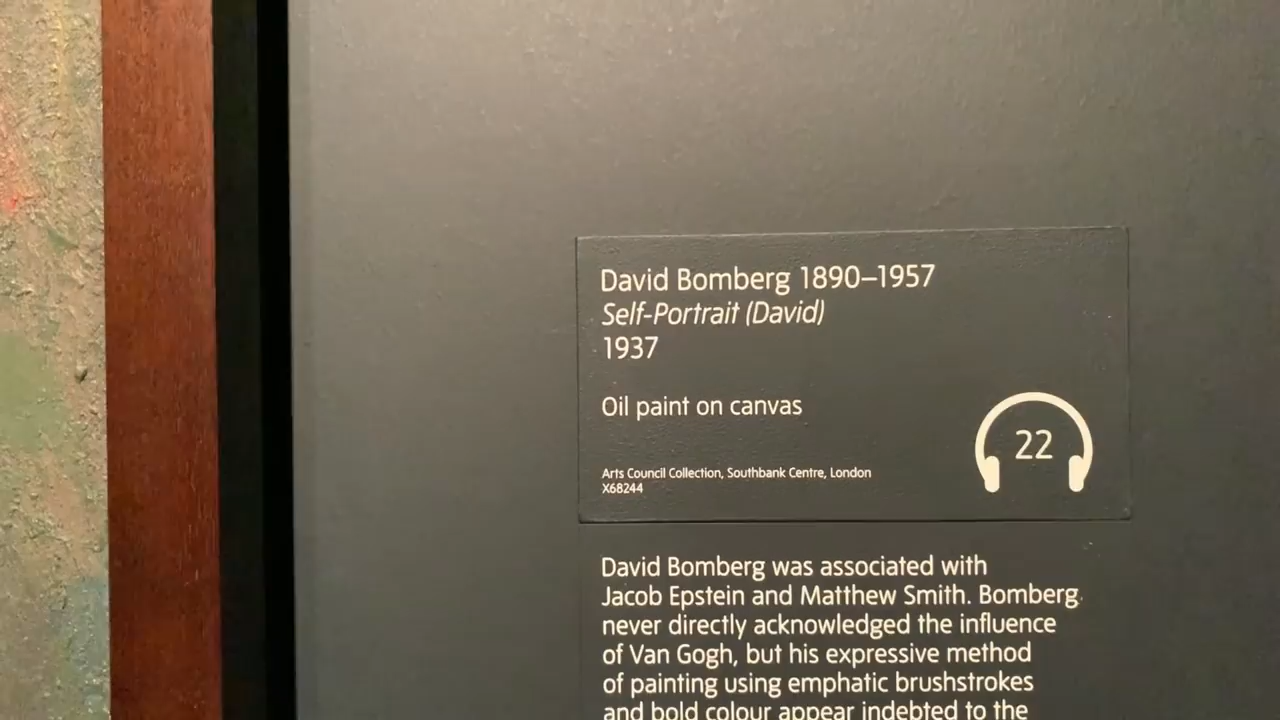 David Bomberg 1890–1957
Self-Portrait (David)
1937
Oil paint on canvas
22
Arts Council Collection, Southbank Centre, London
X68244
David Bomberg was associated with
Jacob Epstein and Matthew Smith. Bomberg
never directly acknowledged the influence
of Van Gogh, but his expressive method
of painting using emphatic brushstrokes
and bold colour appear indebted to the